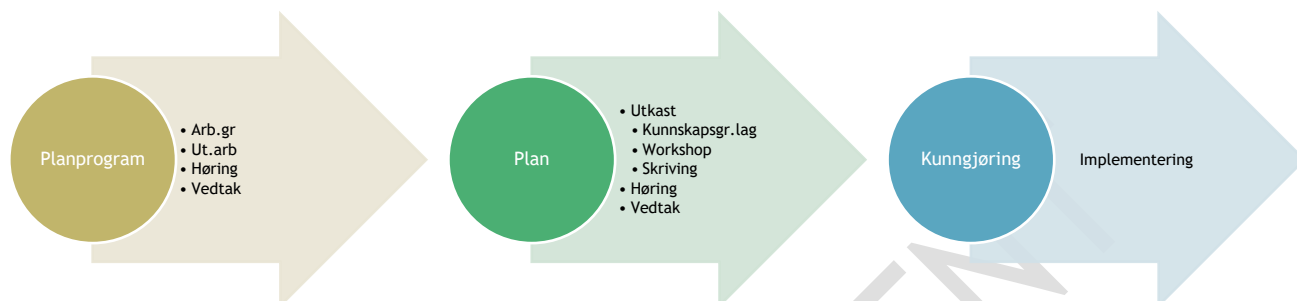 Planprogram
• Arb.gr
• Ut.arb
• Høring
• Vedtak
Plan
• Utkast
• Kunnskapsgr.lag
• Workshop
• Skriving
• Høring
• Vedtak
Kunngjøring
Implementering